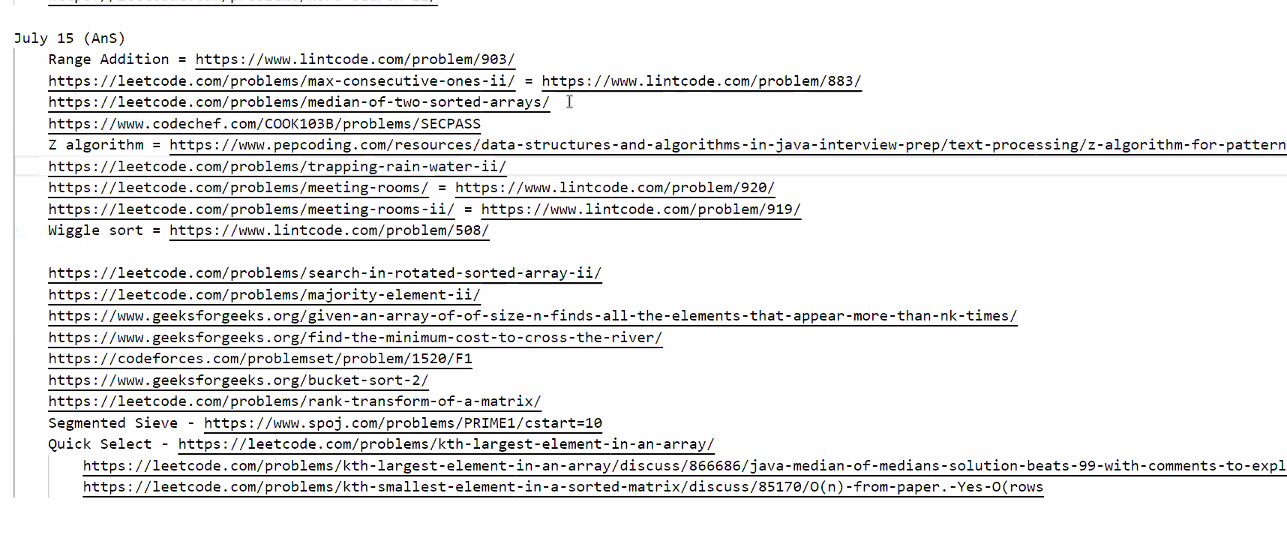 July 15 (AnS)
Range Addition = https://www.lintcode.com/problem/903/
https://leetcode.com/problems/max-consecutive-ones-ii/ = https://www.lintcode.com/problem/883/
https://leetcode.com/problems/median-of-two-sorted-arrays/
https://www.codechef.com/COOK103B/problems/SECPASS
Z algorithm = https://www.pepcoding.com/resources/data-structures-and-algorithms-in-java-interview-prep/text-processing/z-algorithm-for-pattern
https://leetcode.com/problems/trapping-rain-water-ii/
https://leetcode.com/problems/meeting-rooms/ = https://www.lintcode.com/problem/920/
https://leetcode.com/problems/meeting-rooms-ii/ = https://www.lintcode.com/problem/919/
Wiggle sort = https://www.lintcode.com/problem/508/
https://leetcode.com/problems/search-in-rotated-sorted-array-ii/
https://leetcode.com/problems/majority-element-ii/
https://www.geeksforgeeks.org/given-an-array-of-of-size-n-finds-all-the-elements-that-appear-more-than-nk-times/
https://www.geeksforgeeks.org/find-the-minimum-cost-to-cross-the-river/
https://codeforces.com/problemset/problem/1520/F1
https://www.geeksforgeeks.org/bucket-sort-2/
https://leetcode.com/problems/rank-transform-of-a-matrix/
Segmented Sieve - https://www.spoj.com/problems/PRIME1/cstart=10
Quick Select - https://leetcode.com/problems/kth-largest-element-in-an-array/
https://leetcode.com/problems/kth-largest-element-in-an-array/discuss/866686/java-median-of-medians-solution-beats-99-with-comments-to-expl
https://leetcode.com/problems/kth-smallest-element-in-a-sorted-matrix/discuss/85170/O(n)-from-paper.-Yes-O(rows